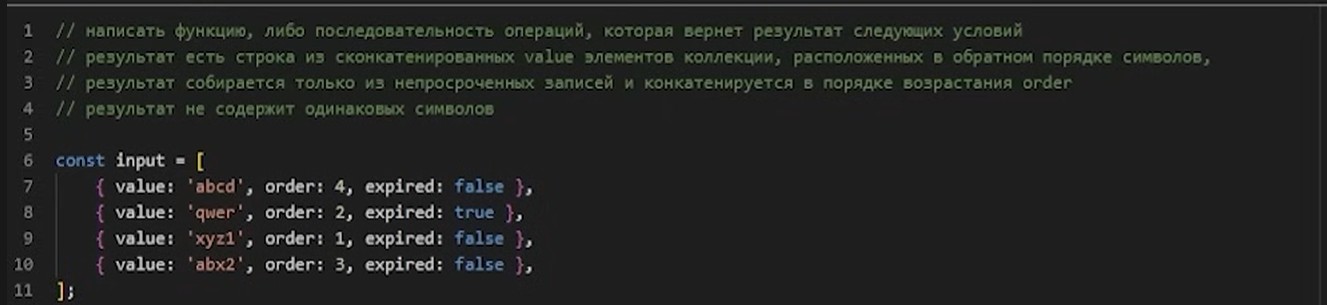 1 // написать функцию, либо последовательность операций, которая вернет результат следующих условий
2 // результат есть строка из сконкатенированных value элементов коллекции, расположенных в обратном порядке символов,
3 // результат собирается только из непросроченных записей и конкатенируется в порядке возрастания order
4 // результат не содержит одинаковых символов
5
6 const input = [
7 { value: 'abcd', order: 4, expired: false },
8 { value: 'qwer', order: 2, expired: true },
9 { value: 'xyz1', order: 1, expired: false },
10 { value: 'abx2', order: 3, expired: false },
11 ];